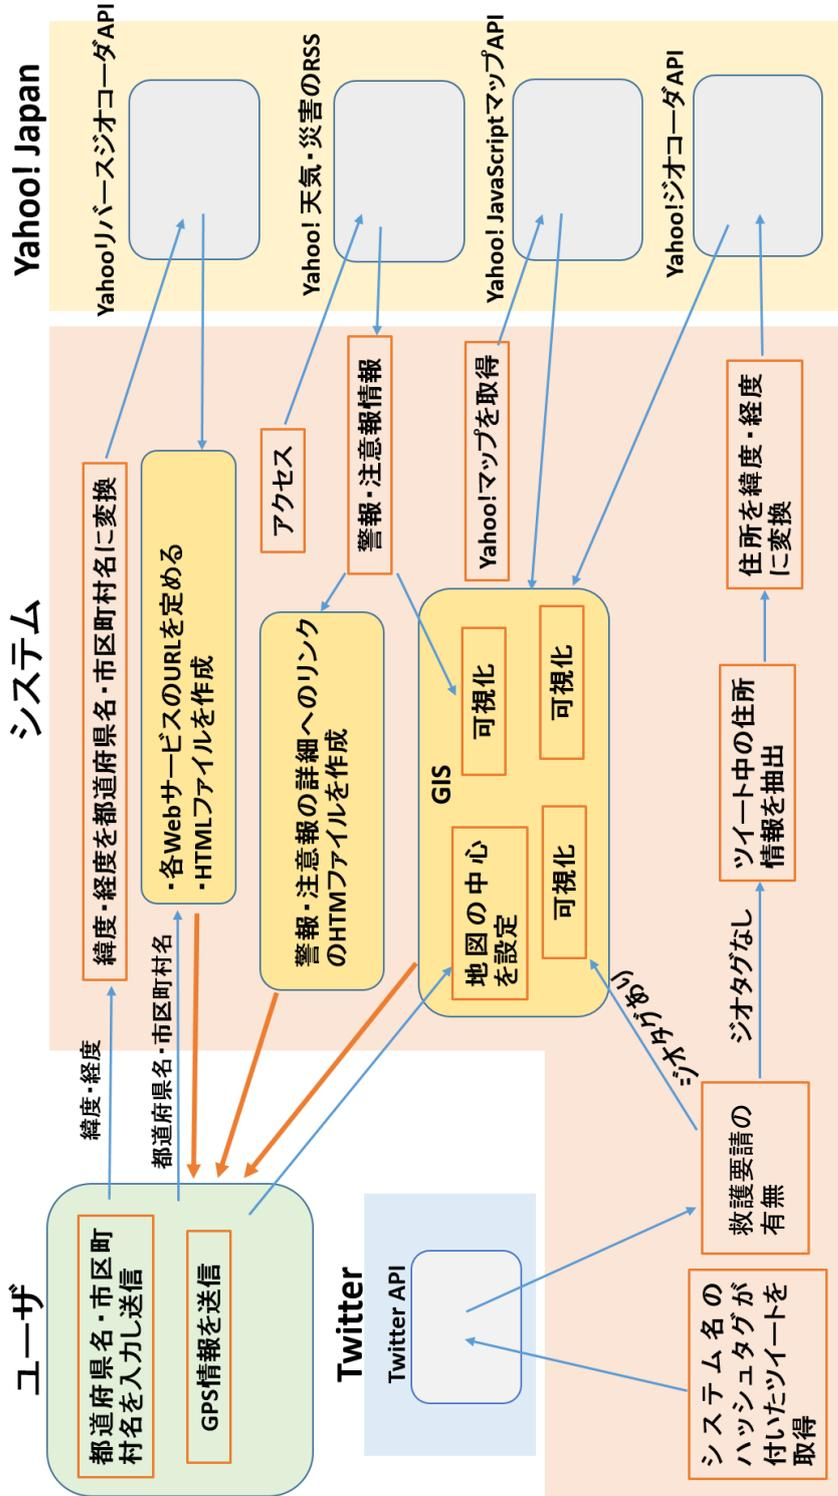 ユーザ
都道府県名・市区町
村名を入力し送信
GPS情報を送信
緯度・経度
都道府県名・市区町村名
Twitter
Twitter API
システム
緯度・経度を都道府県名・市区町村名に変換
・各WebサービスのURLを定める
・HTMLファイルを作成
アクセス
警報・注意報の詳細へのリンク
のHTMファイルを作成
警報・注意報情報
GIS
地図の中心
を設定
可視化
可視化
可視化
Yahoo!マップを取得
ジオタグあり
システム名の
ハッシュタグが
付いたツイートを
取得
救護要請の
有無
ジオタグなし
ツイート中の住所
情報を抽出
住所を緯度・経度
に変換
Yahoo! Japan
Yahooリバースジオコーダ API
Yahoo! 天気・災害のRSS
Yahoo! JavaScriptマップAPI
Yahoo!ジオコーダAPI